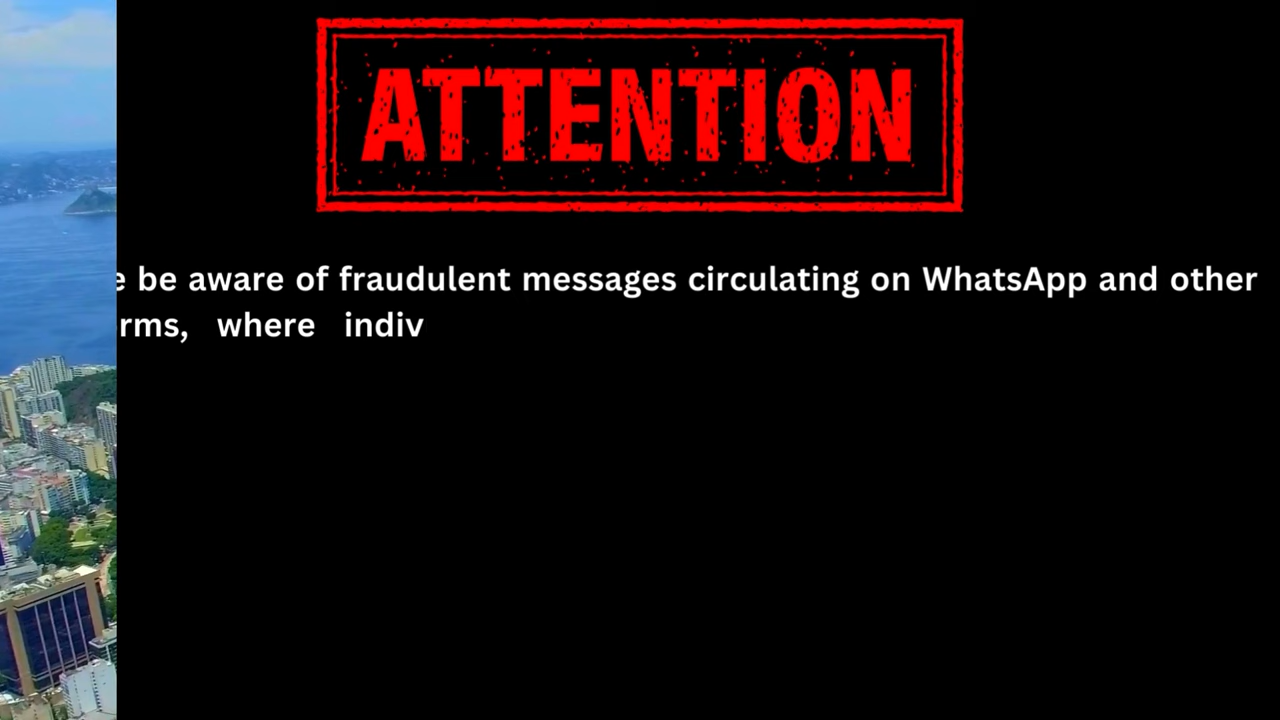 ATTENTION
e be aware of fraudulent messages circulating on WhatsApp and other
rms, where indiv